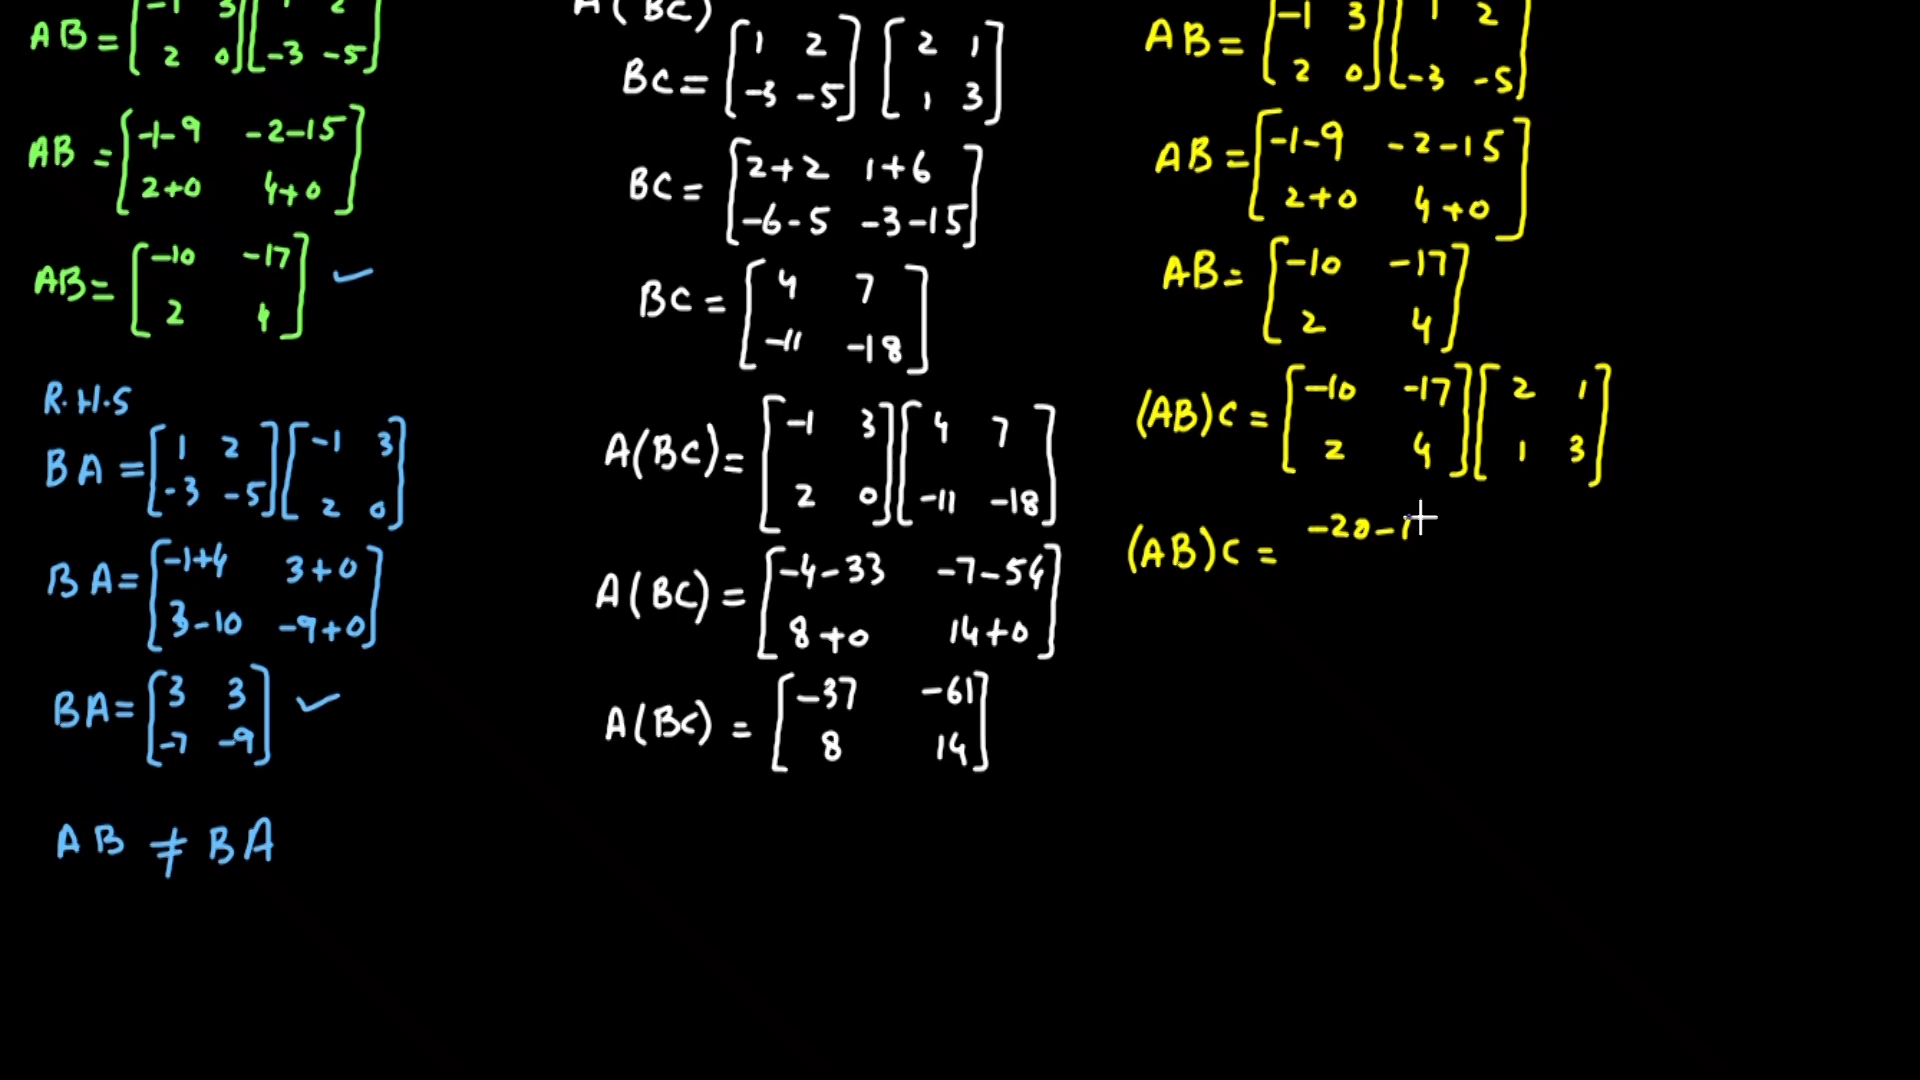 AB = [-1 3 2 0][1 2 -3 -5]
AB = [-1-9 -2-15
2+0 4+0]
AB = [-10 -17
2 4] ✓
R.H.S
BA = [1 2
-3 -5][-1 3
2 0]
BA = [-1+4 3+0
3-10 -9+0]
BA = [3 3
-7 -9] ✓
AB ≠ BA
A(BC)
BC = [1 2
-3 -5] [2 1
1 3]
BC = [2+2 1+6
-6-5 -3-15]
BC = [4 7
-11 -18]
A(BC) = [-1 3
2 0][4 7
-11 -18]
A(BC) = [-4-33 -7-54
8+0 14+0]
A(BC) = [-37 -61
8 14]
AB = [-1 3
2 0][1 2
-3 -5]
AB = [-1-9 -2-15
2+0 4+0]
AB = [-10 -17
2 4]
(AB)C = [-10 -17
2 4][2 1
1 3]
(AB)C = -20-1